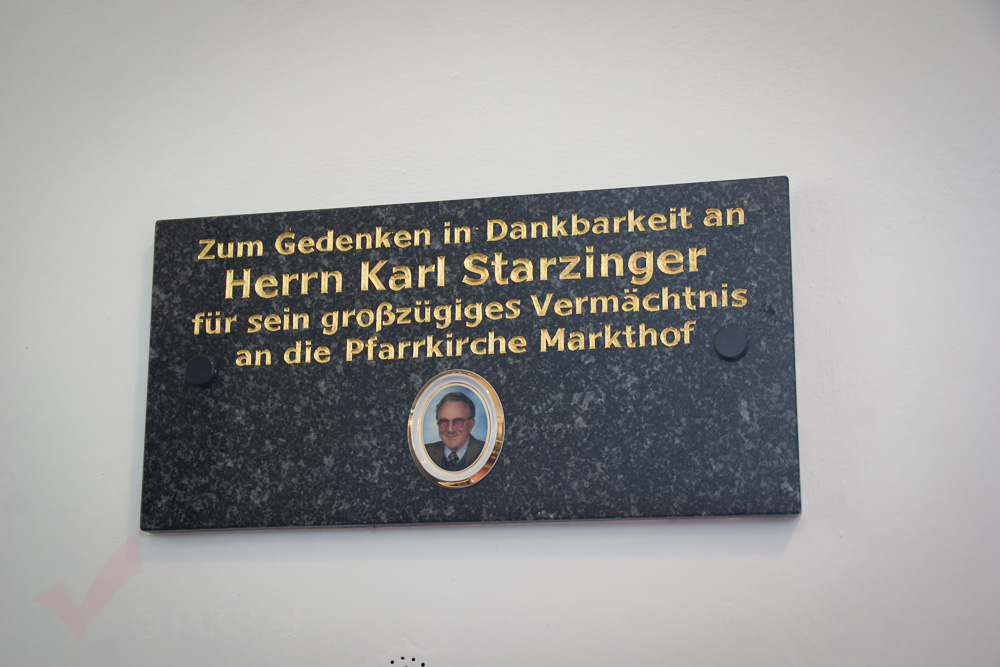 Zum Gedenken in Dankbarkeit an
Herrn Karl Starzinger
für sein großzügiges Vermächtnis
an die Pfarrkirche Markthof